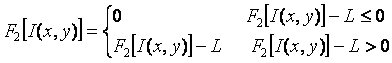 F₂[I(x, y)] = { 0    F₂[I(x, y)] − L ≤ 0
F₂[I(x, y)] − L    F₂[I(x, y)] − L > 0